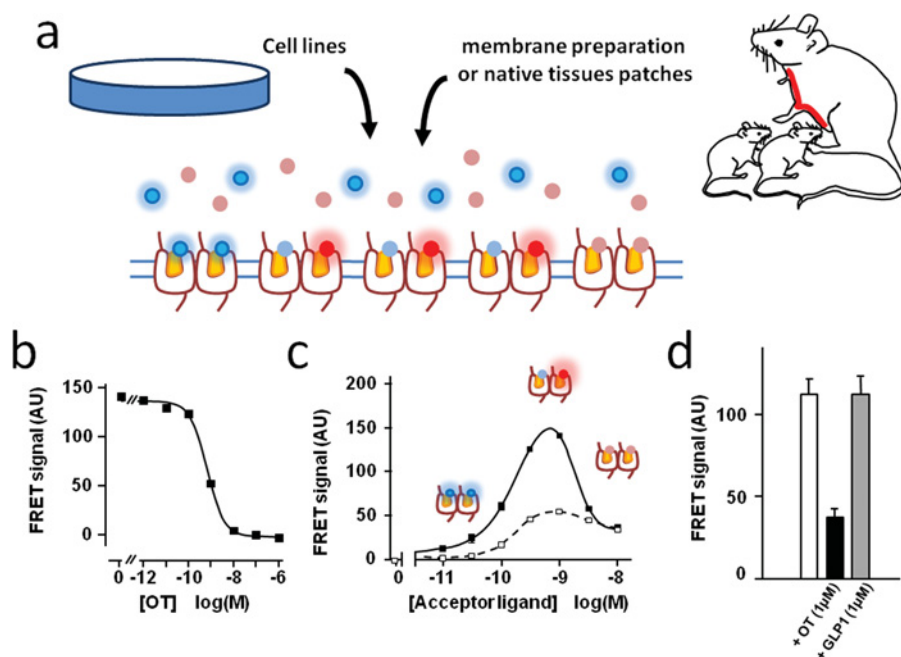 a
Cell lines
membrane preparation
or native tissues patches
b
FRET signal (AU)
150
100
50
0
0 -12 -10 -8 -6
[OT] log(M)
c
FRET signal (AU)
200
150
100
50
0
0 -11 -10 -9 -8
[Acceptor ligand] log(M)
d
FRET signal (AU)
100
50
0
+ OT (1µM)
+ GLP1 (1µM)